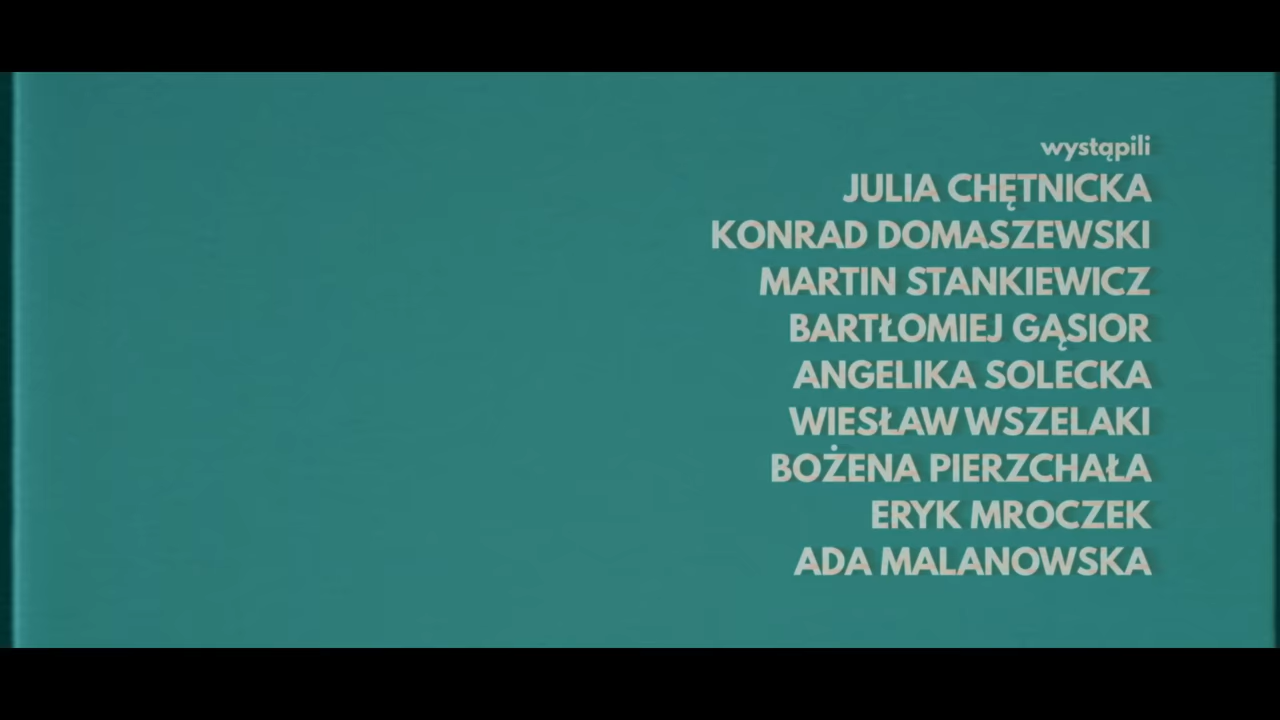 wystąpili
JULIA CHĘTNICKA
KONRAD DOMASZEWSKI
MARTIN STANKIEWICZ
BARTŁOMIEJ GĄSIOR
ANGELIKA SOLECKA
WIESŁAW WSZELAKI
BOŻENA PIERZCHAŁA
ERYK MROCZEK
ADA MALANOWSKA